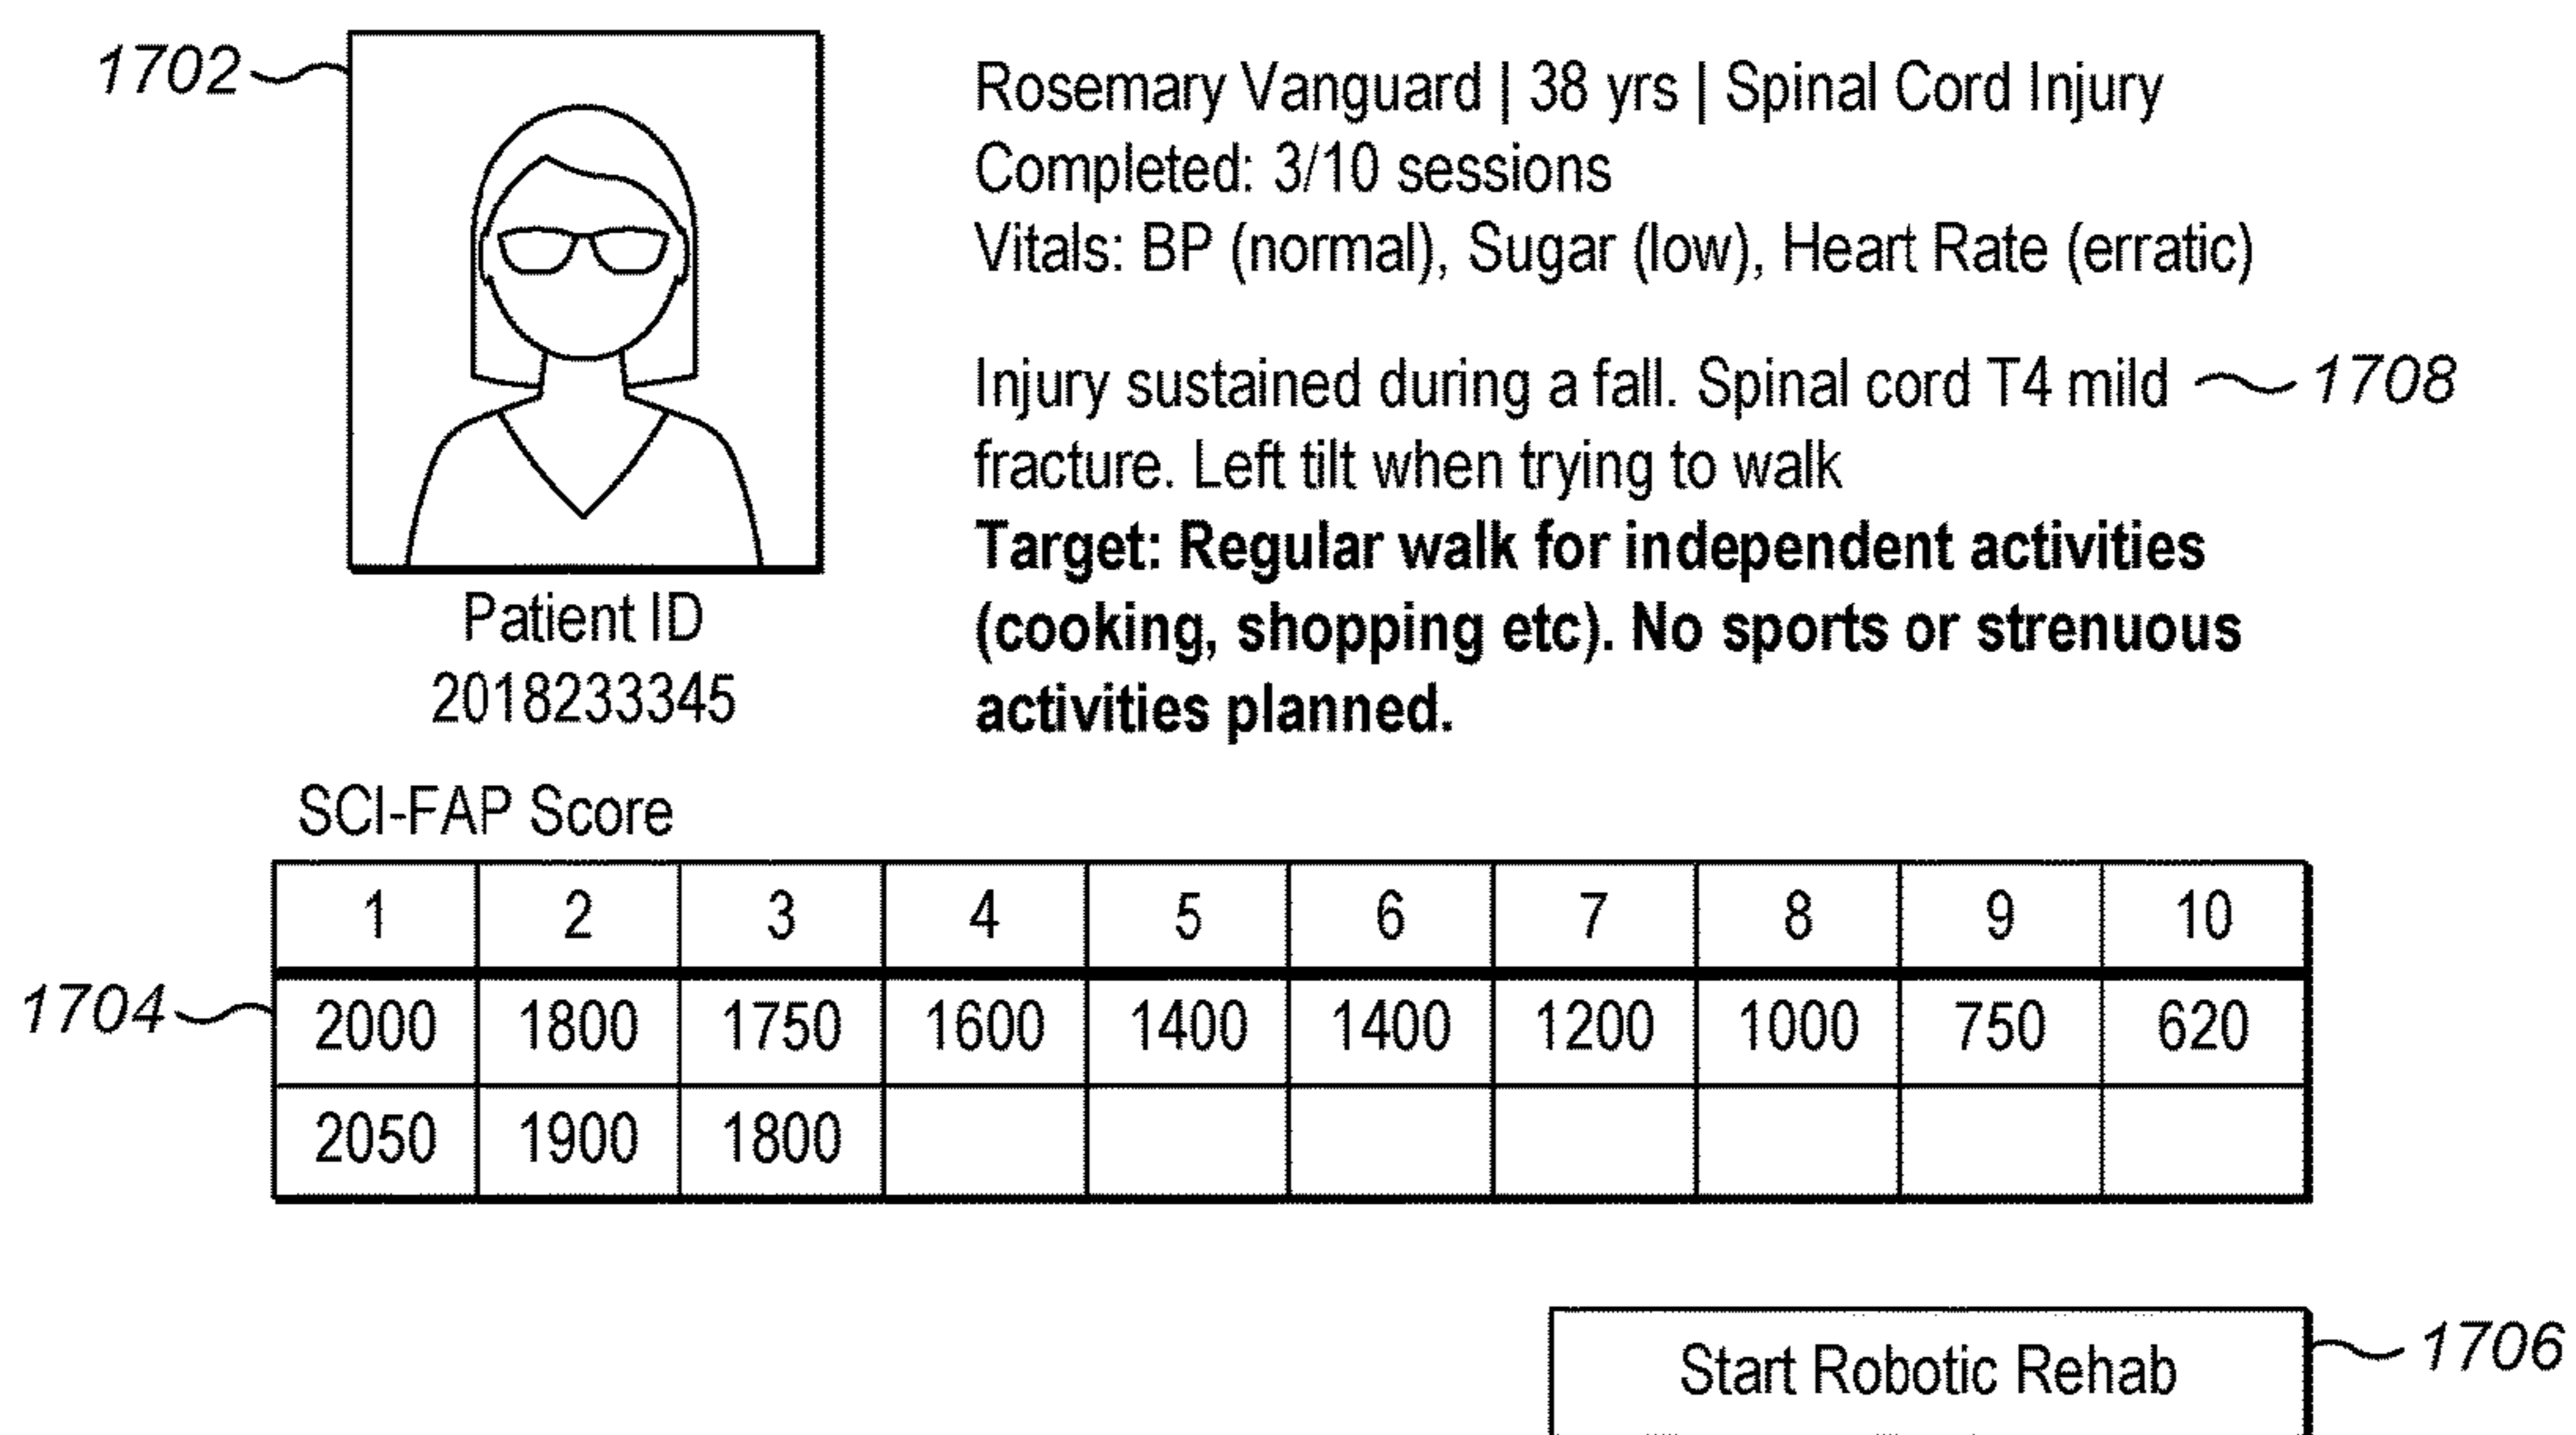 1702
Rosemary Vanguard | 38 yrs | Spinal Cord Injury
Completed: 3/10 sessions
Vitals: BP (normal), Sugar (low), Heart Rate (erratic)
Injury sustained during a fall. Spinal cord T4 mild 1708
fracture. Left tilt when trying to walk
Target: Regular walk for independent activities
(cooking, shopping etc). No sports or strenuous
activities planned.
Patient ID
2018233345
SCI-FAP Score
1 2 3 4 5 6 7 8 9 10
1704 2000 1800 1750 1600 1400 1400 1200 1000 750 620
2050 1900 1800
Start Robotic Rehab 1706